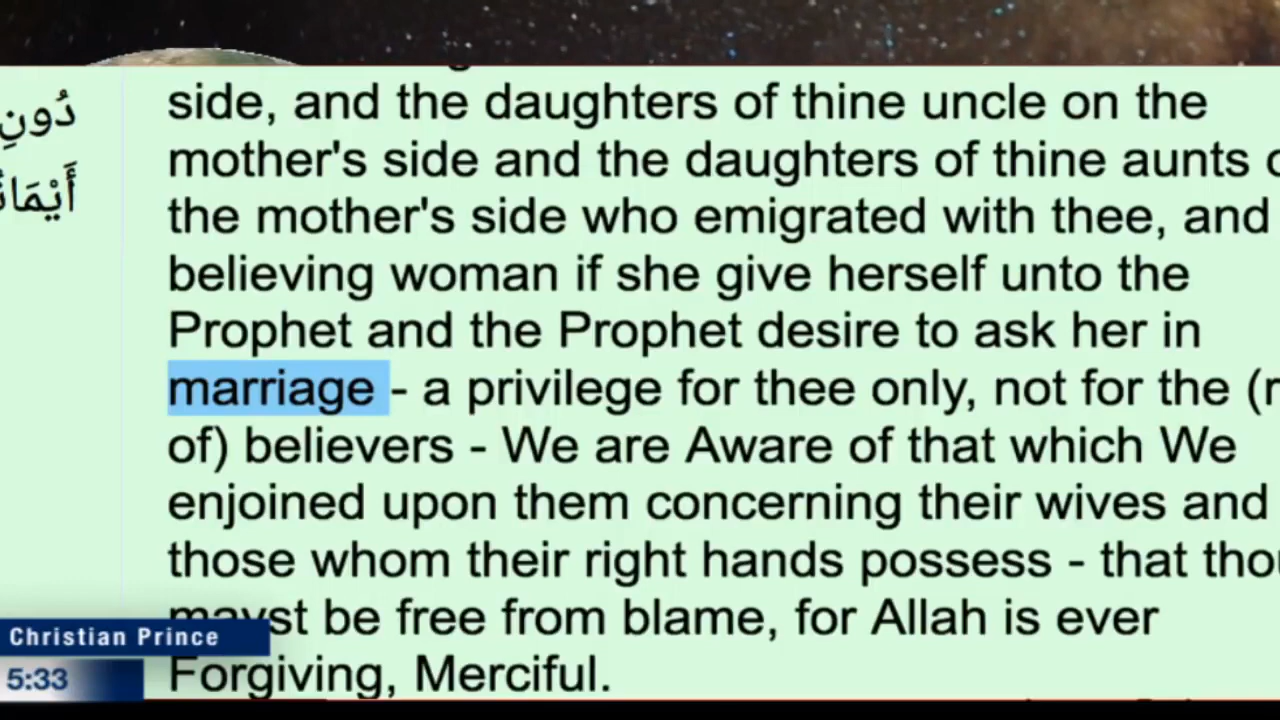 side, and the daughters of thine uncle on the
mother's side and the daughters of thine aunts
the mother's side who emigrated with thee, and
believing woman if she give herself unto the
Prophet and the Prophet desire to ask her in
marriage - a privilege for thee only, not for the
of) believers - We are Aware of that which We
enjoined upon them concerning their wives and
those whom their right hands possess - that
be free from blame, for Allah is ever
Forgiving, Merciful.
دُونِ
Christian Prince
5:33